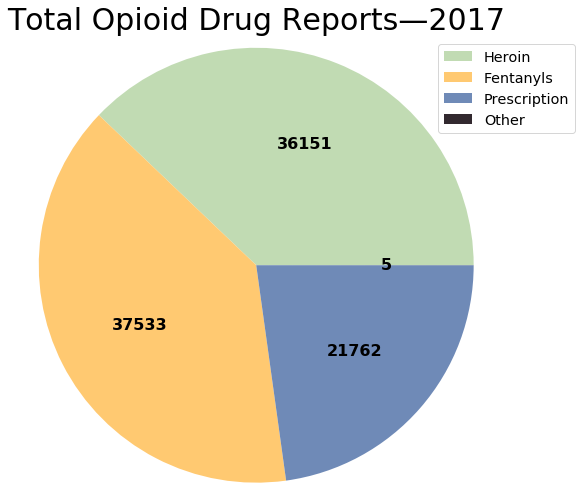 Total Opioid Drug Reports—2017
Heroin
Fentanyls
Prescription
Other
36151
5
37533
21762